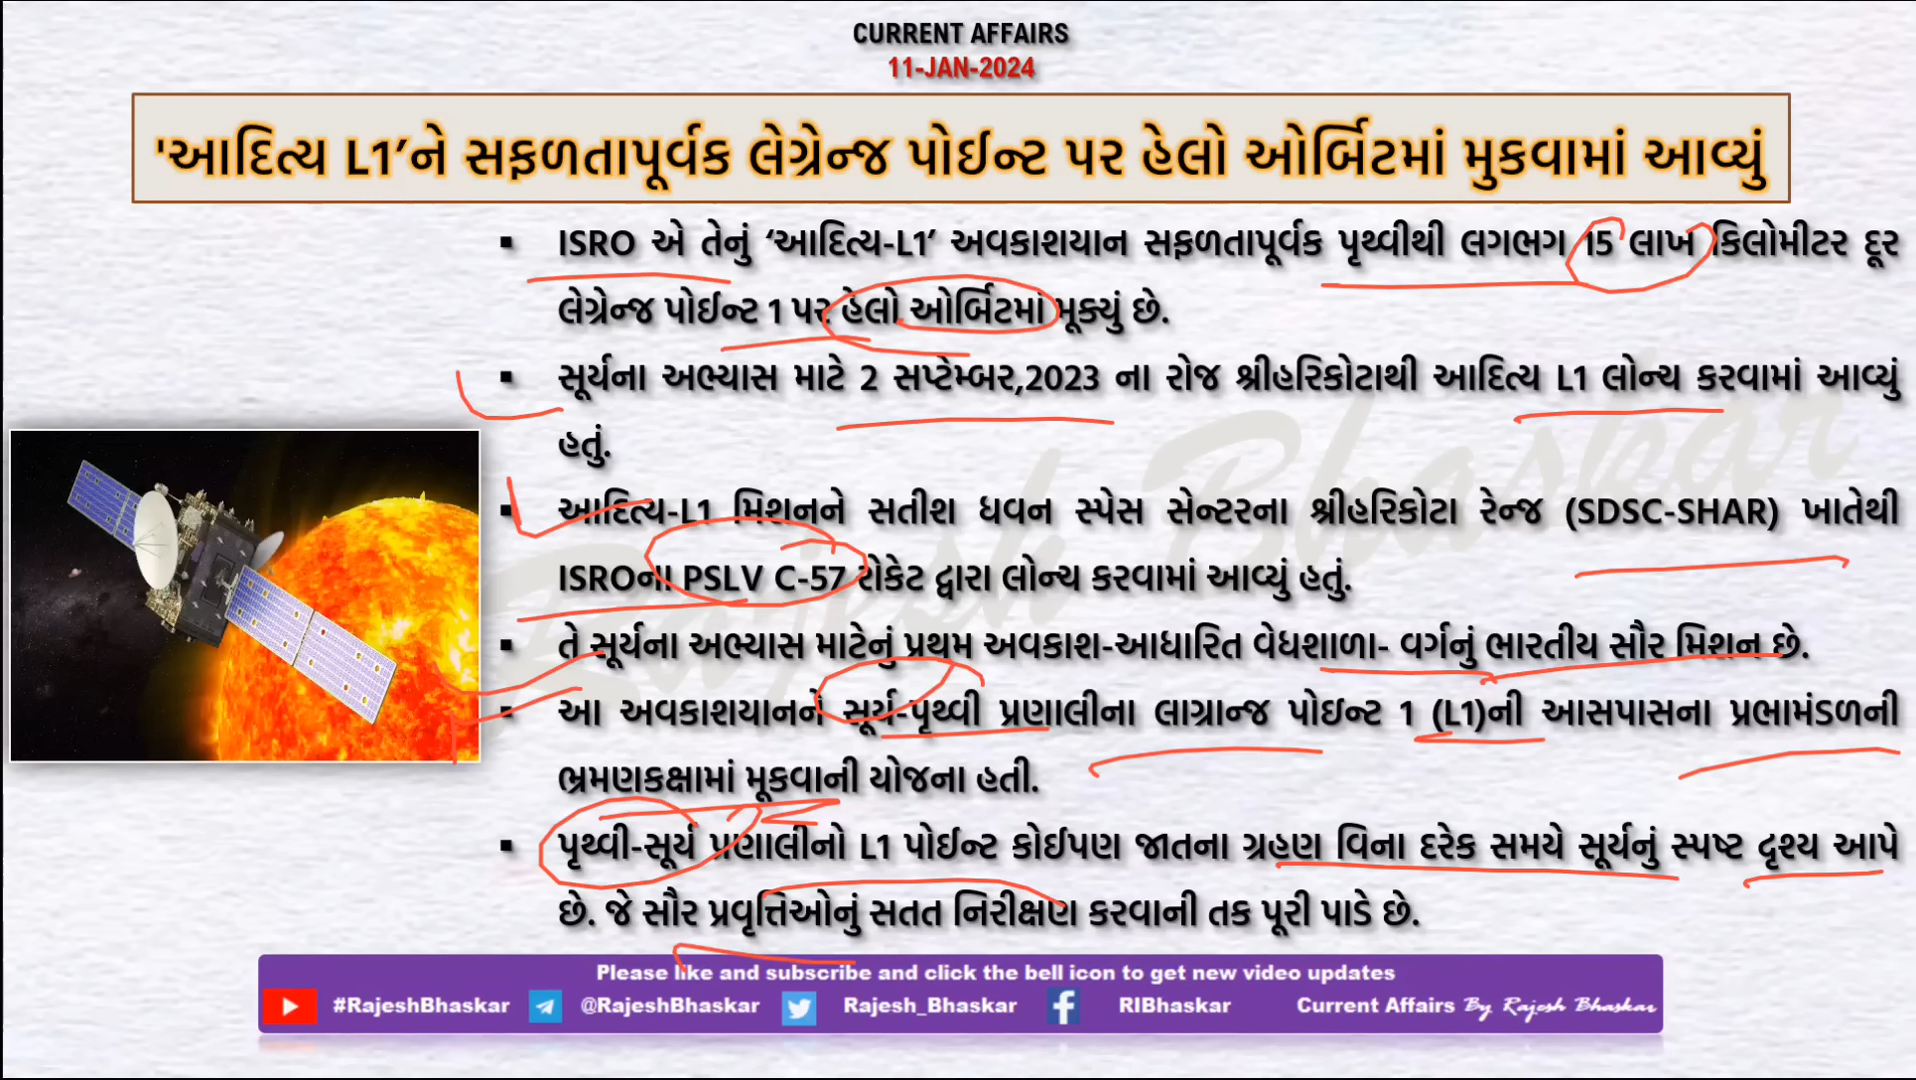 CURRENT AFFAIRS
11-JAN-2024
'આદિત્ય L1’ને સફળતાપૂર્વક લેગ્રેન્જ પોઈન્ટ પર હેલો ઓર્બિટમાં મુકવામાં આવ્યું
▪ ISRO એ તેનું ‘આદિત્ય-L1’ અવકાશયાન સફળતાપૂર્વક પૃથ્વીથી લગભગ 15 લાખ કિલોમીટર દૂર
લેગ્રેન્જ પોઈન્ટ 1 પર હેલો ઓર્બિટમાં મૂક્યું છે.
▪ સૂર્યના અભ્યાસ માટે 2 સપ્ટેમ્બર,2023 ના રોજ શ્રીહરિકોટાથી આદિત્ય L1 લોન્ચ કરવામાં આવ્યું
હતું.
▪ આદિત્ય-L1 મિશનને સતીશ ધવન સ્પેસ સેન્ટરના શ્રીહરિકોટા રેન્જ (SDSC-SHAR) ખાતેથી
ISROના PSLV C-57 રોકેટ દ્વારા લોન્ચ કરવામાં આવ્યું હતું.
▪ તે સૂર્યના અભ્યાસ માટેનું પ્રથમ અવકાશ-આધારિત વેધશાળા- વર્ગનું ભારતીય સૌર મિશન છે.
▪ આ અવકાશયાનને સૂર્ય-પૃથ્વી પ્રણાલીના લાગ્રાન્જ પોઇન્ટ 1 (L1)ની આસપાસના પ્રભામંડળની
ભ્રમણકક્ષામાં મૂકવાની યોજના હતી.
▪ પૃથ્વી-સૂર્ય પ્રણાલીનો L1 પોઈન્ટ કોઈપણ જાતના ગ્રહણ વિના દરેક સમયે સૂર્યનું સ્પષ્ટ દૃશ્ય આપે
છે. જે સૌર પ્રવૃત્તિઓનું સતત નિરીક્ષણ કરવાની તક પૂરી પાડે છે.
Rajesh Bhaskar
Please like and subscribe and click the bell icon to get new video updates
#RajeshBhaskar @RajeshBhaskar Rajesh_Bhaskar RIBhaskar Current Affairs By Rajesh Bhaskar